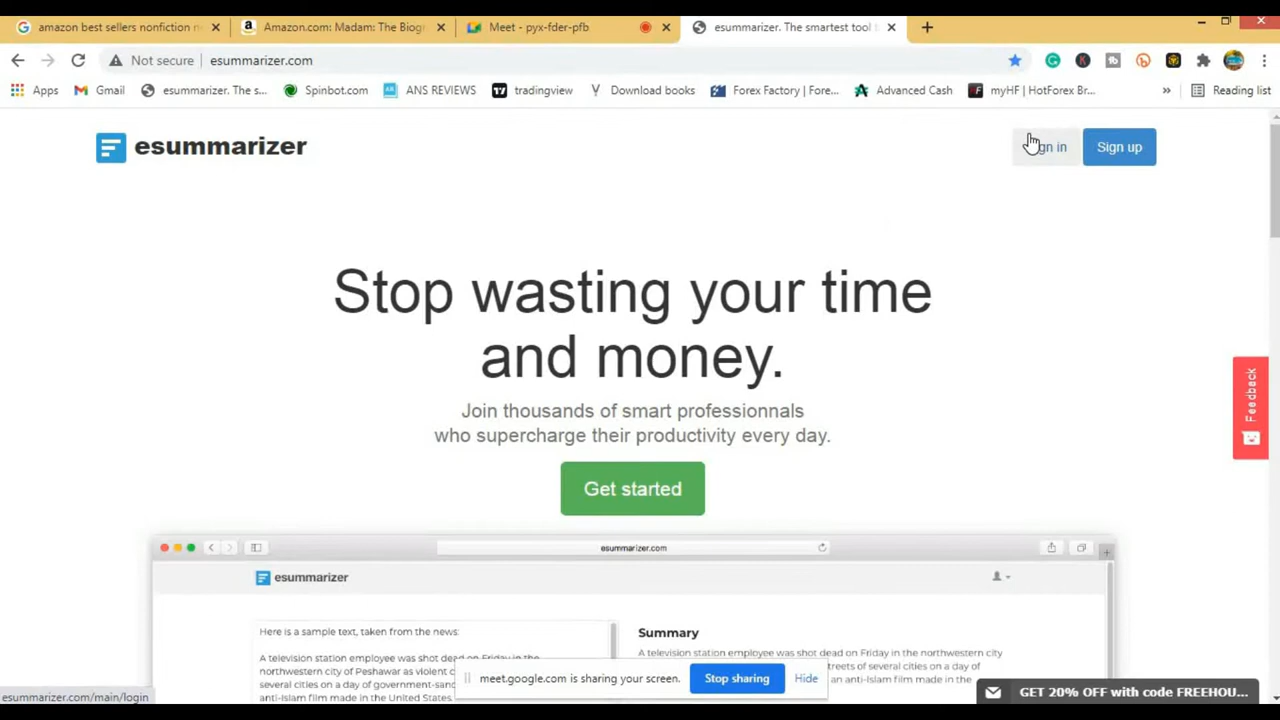 amazon best sellers nonfiction n
Amazon.com: Madam: The Biog
Meet - pyx-fder-pfb
esummarizer. The smartest tool
Not secure
esummarizer.com
Apps
Gmail
esummarizer. The s...
Spinbot.com
ANS REVIEWS
tradingview
Download books
Forex Factory | Fore...
Advanced Cash
myHF | HotForex Br...
Reading list
esummarizer
in
Sign up
Stop wasting your time
and money.
Join thousands of smart professionnals
who supercharge their productivity every day.
Get started
Feedback
esummarizer.com
esummarizer
Here is a sample text, taken from the news:
A television station employee was shot dead on Friday in the
northwestern city of Peshawar as violent c
several cities on a day of government-sanc
anti-Islam film made in the United States
Summary
A television station employee was shot dead on Friday in the northwestern city
treets of several cities on a day of
an anti-Islam film made in the
meet.google.com is sharing your screen.
Stop sharing
Hide
esummarizer.com/main/login
GET 20% OFF with code FREEHOU...